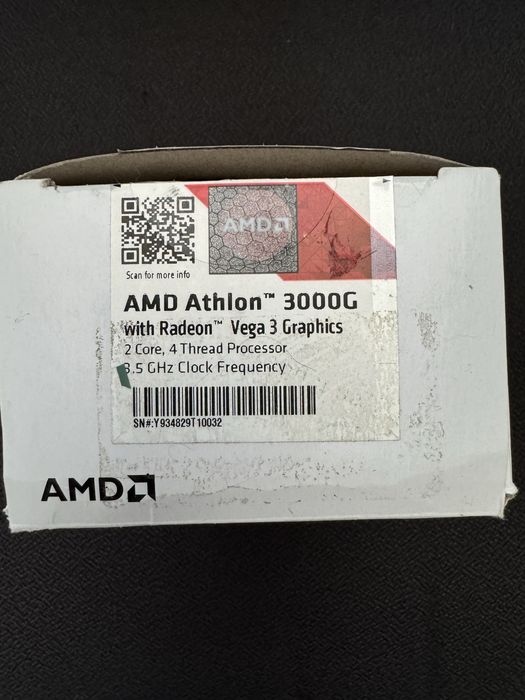 Scan for more info
AMD
AMD Athlon™ 3000G
with Radeon™ Vega 3 Graphics
2 Core, 4 Thread Processor
3.5 GHz Clock Frequency
SN#:Y934829T10032
AMD